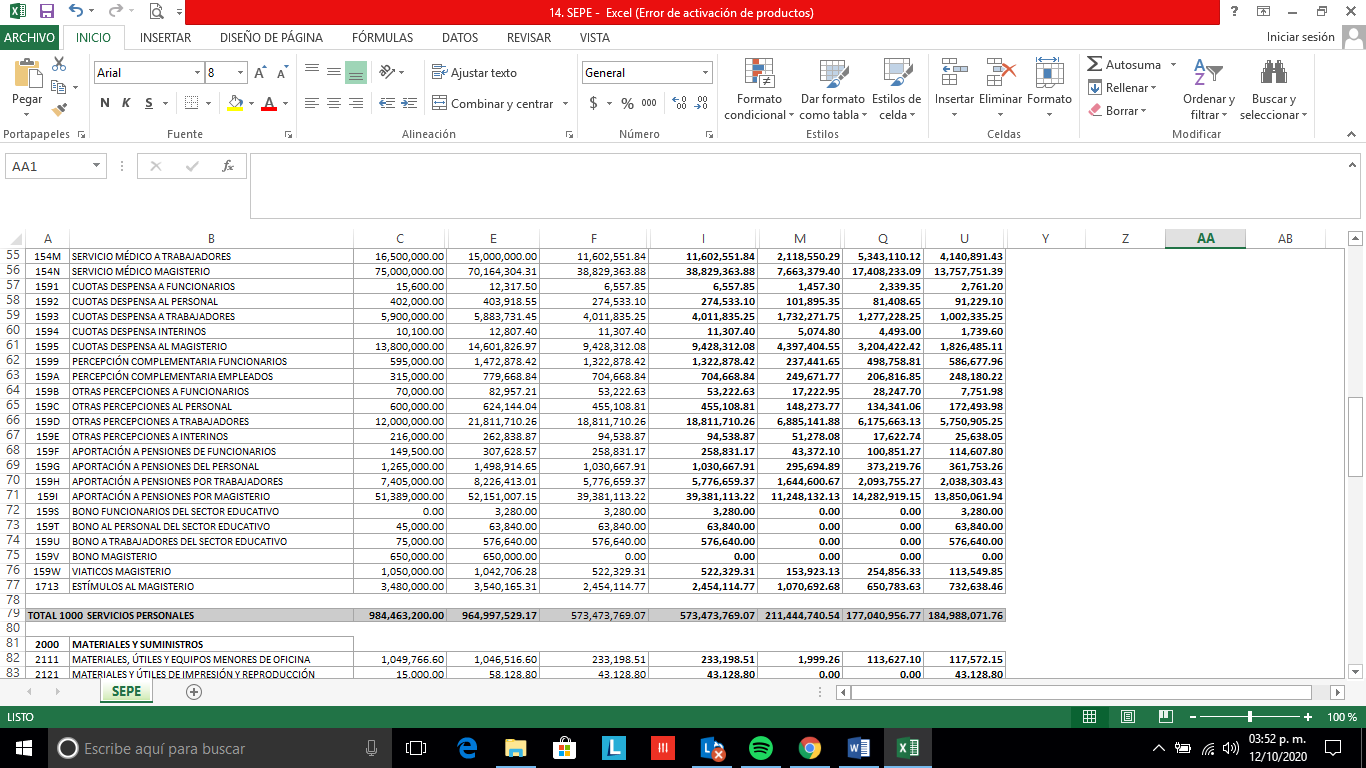 14. SEPE - Excel (Error de activación de productos)
?
ARCHIVO INICIO INSERTAR DISEÑO DE PÁGINA FÓRMULAS DATOS REVISAR VISTA Iniciar sesión
Pegar
Arial 8
N K S
Ajustar texto
Combinar y centrar
General
$ % 000
Formato condicional
Dar formato como tabla
Estilos de celda
Insertar Eliminar Formato
Autosuma
Rellenar
Borrar
Ordenar y filtrar
Buscar y seleccionar
Portapapeles Fuente Alineación Número Estilos Celdas Modificar
AA1
fx
A B C E F I M Q U Y Z AA AB
55 154M SERVICIO MÉDICO A TRABAJADORES 16,500,000.00 15,000,000.00 11,602,551.84 11,602,551.84 2,118,550.29 5,343,110.12 4,140,891.43
56 154N SERVICIO MÉDICO MAGISTERIO 75,000,000.00 70,164,304.31 38,829,363.88 38,829,363.88 7,663,379.40 17,408,233.09 13,757,751.39
57 1591 CUOTAS DESPENSA A FUNCIONARIOS 15,600.00 12,317.50 6,557.85 6,557.85 1,457.30 2,339.35 2,761.20
58 1592 CUOTAS DESPENSA AL PERSONAL 402,000.00 403,918.55 274,533.10 274,533.10 101,895.35 81,408.65 91,229.10
59 1593 CUOTAS DESPENSA A TRABAJADORES 5,900,000.00 5,883,731.45 4,011,835.25 4,011,835.25 1,732,271.75 1,277,228.25 1,002,335.25
60 1594 CUOTAS DESPENSA INTERINOS 10,100.00 12,807.40 11,307.40 11,307.40 5,074.80 4,493.00 1,739.60
61 1595 CUOTAS DESPENSA AL MAGISTERIO 13,800,000.00 14,601,826.97 9,428,312.08 9,428,312.08 4,397,404.55 3,204,422.42 1,826,485.11
62 1599 PERCEPCIÓN COMPLEMENTARIA FUNCIONARIOS 595,000.00 1,472,878.42 1,322,878.42 1,322,878.42 237,441.65 498,758.81 586,677.96
63 159A PERCEPCIÓN COMPLEMENTARIA EMPLEADOS 315,000.00 779,668.84 704,668.84 704,668.84 249,671.77 206,816.85 248,180.22
64 159B OTRAS PERCEPCIONES A FUNCIONARIOS 70,000.00 82,957.21 53,222.63 53,222.63 17,222.95 28,247.70 7,751.98
65 159C OTRAS PERCEPCIONES AL PERSONAL 600,000.00 624,144.04 455,108.81 455,108.81 148,273.77 134,341.06 172,493.98
66 159D OTRAS PERCEPCIONES A TRABAJADORES 12,000,000.00 21,811,710.26 18,811,710.26 18,811,710.26 6,885,141.88 6,175,663.13 5,750,905.25
67 159E OTRAS PERCEPCIONES A INTERINOS 216,000.00 262,838.87 94,538.87 94,538.87 51,278.08 17,622.74 25,638.05
68 159F APORTACIÓN A PENSIONES DE FUNCIONARIOS 149,500.00 307,628.57 258,831.17 258,831.17 43,372.10 100,851.27 114,607.80
69 159G APORTACIÓN A PENSIONES DEL PERSONAL 1,265,000.00 1,498,914.65 1,030,667.91 1,030,667.91 295,694.89 373,219.76 361,753.26
70 159H APORTACIÓN A PENSIONES POR TRABAJADORES 7,405,000.00 8,226,413.01 5,776,659.37 5,776,659.37 1,644,600.67 2,093,755.27 2,038,303.43
71 159I APORTACIÓN A PENSIONES POR MAGISTERIO 51,389,000.00 52,151,007.15 39,381,113.22 39,381,113.22 11,248,132.13 14,282,919.15 13,850,061.94
72 159S BONO FUNCIONARIOS DEL SECTOR EDUCATIVO 0.00 3,280.00 3,280.00 3,280.00 0.00 0.00 3,280.00
73 159T BONO AL PERSONAL DEL SECTOR EDUCATIVO 45,000.00 63,840.00 63,840.00 63,840.00 0.00 0.00 63,840.00
74 159U BONO A TRABAJADORES DEL SECTOR EDUCATIVO 75,000.00 576,640.00 576,640.00 576,640.00 0.00 0.00 576,640.00
75 159V BONO MAGISTERIO 650,000.00 650,000.00 0.00 0.00 0.00 0.00 0.00
76 159W VIATICOS MAGISTERIO 1,050,000.00 1,042,706.28 522,329.31 522,329.31 153,923.13 254,856.33 113,549.85
77 1713 ESTÍMULOS AL MAGISTERIO 3,480,000.00 3,540,165.31 2,454,114.77 2,454,114.77 1,070,692.68 650,783.63 732,638.46
78
79 TOTAL 1000 SERVICIOS PERSONALES 984,463,200.00 964,997,529.17 573,473,769.07 573,473,769.07 211,444,740.54 177,040,956.77 184,988,071.76
80
81 2000 MATERIALES Y SUMINISTROS
82 2111 MATERIALES, ÚTILES Y EQUIPOS MENORES DE OFICINA 1,049,766.60 1,046,516.60 233,198.51 233,198.51 1,999.26 113,627.10 117,572.15
83 2121 MATERIALES Y ÚTILES DE IMPRESIÓN Y REPRODUCCIÓN 15,000.00 58,128.80 43,128.80 43,128.80 0.00 0.00 43,128.80
SEPE
LISTO 100 %
Escribe aquí para buscar
03:52 p. m.
12/10/2020